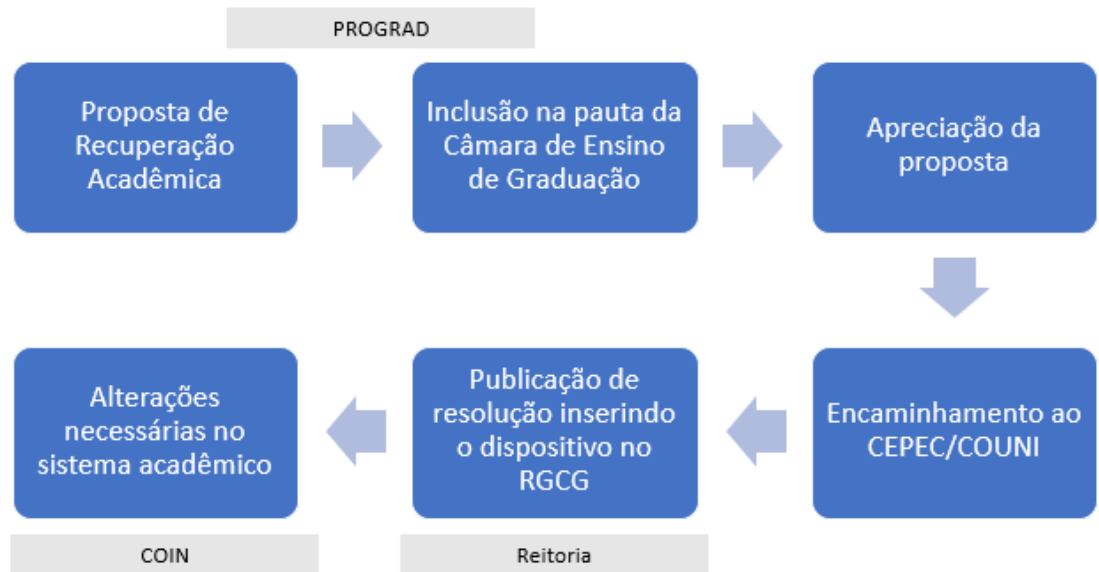 PROGRAD
Proposta de
Recuperação
Acadêmica
Inclusão na pauta da
Câmara de Ensino
de Graduação
Apreciação da
proposta
Encaminhamento ao
CEPEC/COUNI
Publicação de
resolução inserindo
o dispositivo no
RGCG
Alterações
necessárias no
sistema acadêmico
COIN
Reitoria